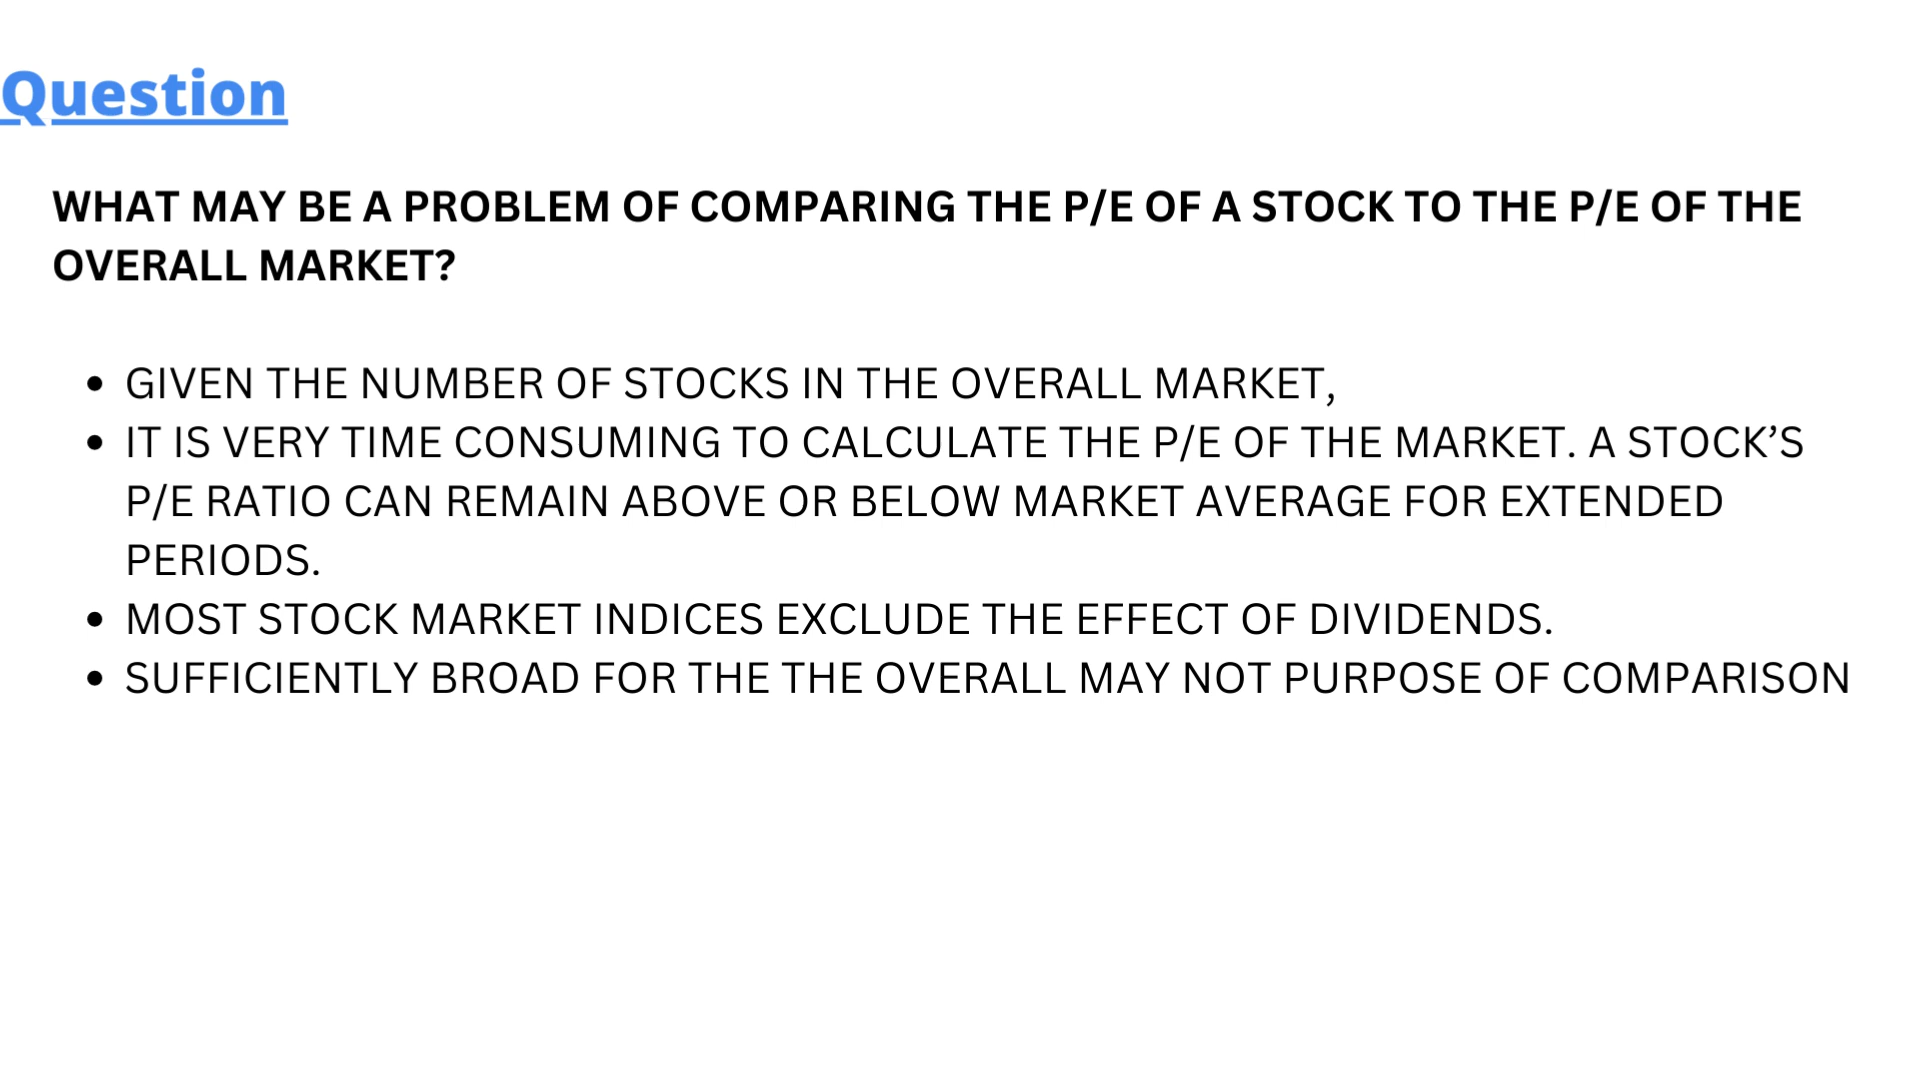 Question
WHAT MAY BE A PROBLEM OF COMPARING THE P/E OF A STOCK TO THE P/E OF THE
OVERALL MARKET?
• GIVEN THE NUMBER OF STOCKS IN THE OVERALL MARKET,
• IT IS VERY TIME CONSUMING TO CALCULATE THE P/E OF THE MARKET. A STOCK’S
P/E RATIO CAN REMAIN ABOVE OR BELOW MARKET AVERAGE FOR EXTENDED
PERIODS.
• MOST STOCK MARKET INDICES EXCLUDE THE EFFECT OF DIVIDENDS.
• SUFFICIENTLY BROAD FOR THE THE OVERALL MAY NOT PURPOSE OF COMPARISON